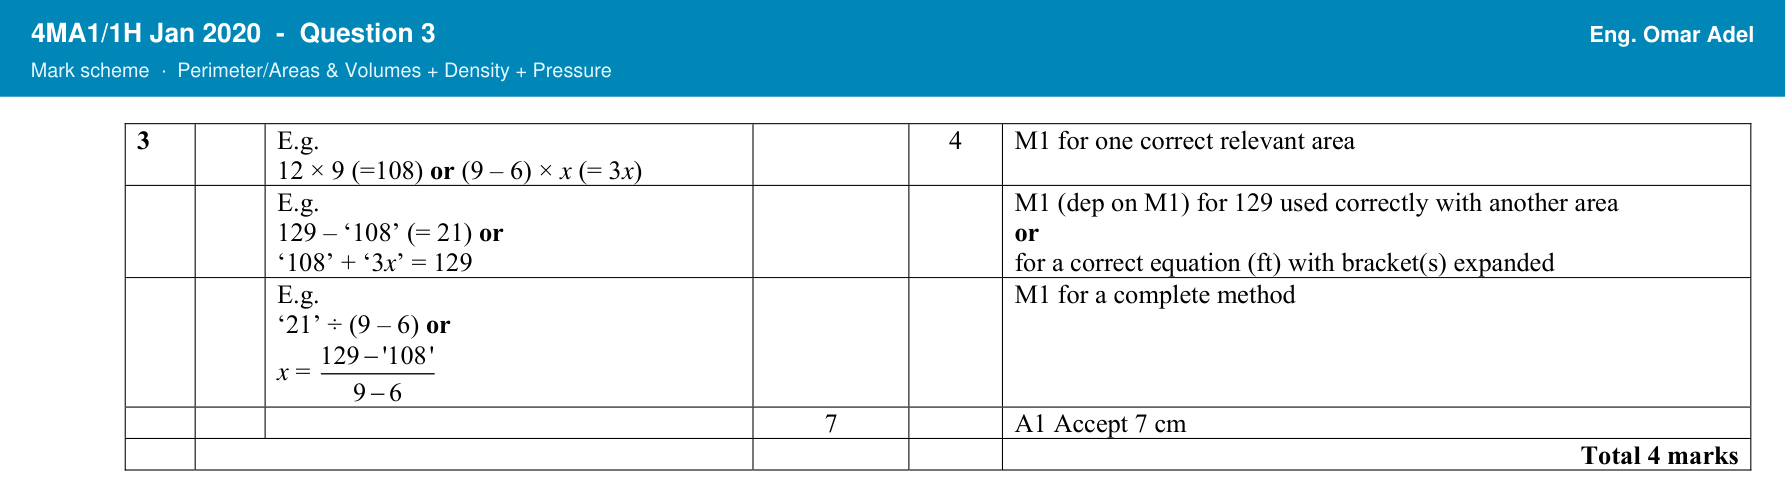 4MA1/1H Jan 2020 - Question 3
Eng. Omar Adel
Mark scheme · Perimeter/Areas & Volumes + Density + Pressure
3
E.g.
12 × 9 (=108) or (9 – 6) × x (= 3x)
4
M1 for one correct relevant area
E.g.
129 – ‘108’ (= 21) or
‘108’ + ‘3x’ = 129
M1 (dep on M1) for 129 used correctly with another area
or
for a correct equation (ft) with bracket(s) expanded
E.g.
‘21’ ÷ (9 – 6) or
x = 129 – '108' / 9 – 6
M1 for a complete method
7
A1 Accept 7 cm
Total 4 marks